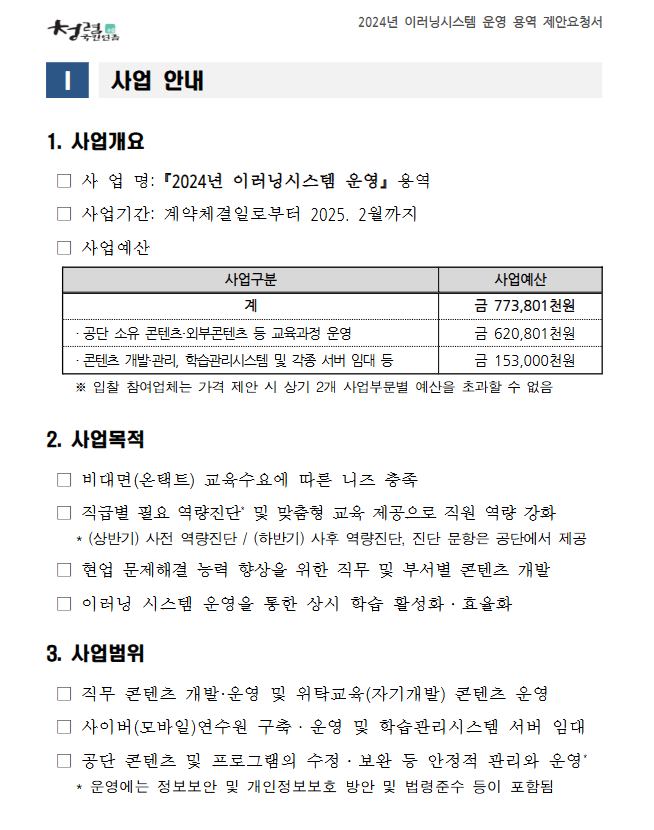 청렴
국민연금
2024년 이러닝시스템 운영 용역 제안요청서
Ⅰ 사업 안내
1. 사업개요
□ 사 업 명: 『2024년 이러닝시스템 운영』 용역
□ 사업기간: 계약체결일로부터 2025. 2월까지
□ 사업예산
사업구분 사업예산
계 금 773,801천원
· 공단 소유 콘텐츠·외부콘텐츠 등 교육과정 운영 금 620,801천원
· 콘텐츠 개발·관리, 학습관리시스템 및 각종 서버 임대 등 금 153,000천원
※ 입찰 참여업체는 가격 제안 시 상기 2개 사업부문별 예산을 초과할 수 없음
2. 사업목적
□ 비대면(온택트) 교육수요에 따른 니즈 충족
□ 직급별 필요 역량진단* 및 맞춤형 교육 제공으로 직원 역량 강화
* (상반기) 사전 역량진단 / (하반기) 사후 역량진단, 진단 문항은 공단에서 제공
□ 현업 문제해결 능력 향상을 위한 직무 및 부서별 콘텐츠 개발
□ 이러닝 시스템 운영을 통한 상시 학습 활성화·효율화
3. 사업범위
□ 직무 콘텐츠 개발·운영 및 위탁교육(자기개발) 콘텐츠 운영
□ 사이버(모바일)연수원 구축·운영 및 학습관리시스템 서버 임대
□ 공단 콘텐츠 및 프로그램의 수정·보완 등 안정적 관리와 운영*
* 운영에는 정보보안 및 개인정보보호 방안 및 법령준수 등이 포함됨